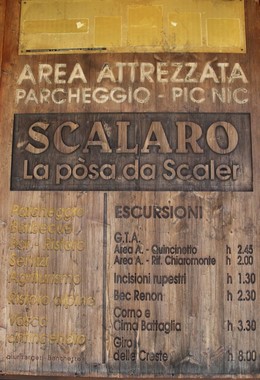 AREA ATTREZZATA
PARCHEGGIO - PIC NIC
SCALARO
La pòsa da Scaler
Parcheggio
Servizi
ESCURSIONI
G.T.A.
Area A. - Quincinetto h 2.45
Area A. - Rif. Chiaromonte h 2.00
Incisioni rupestri h 1.30
Bec Renon h 2.30
Corno e
Cima Battaglia h 3.30
Giro
delle Creste h 8.00